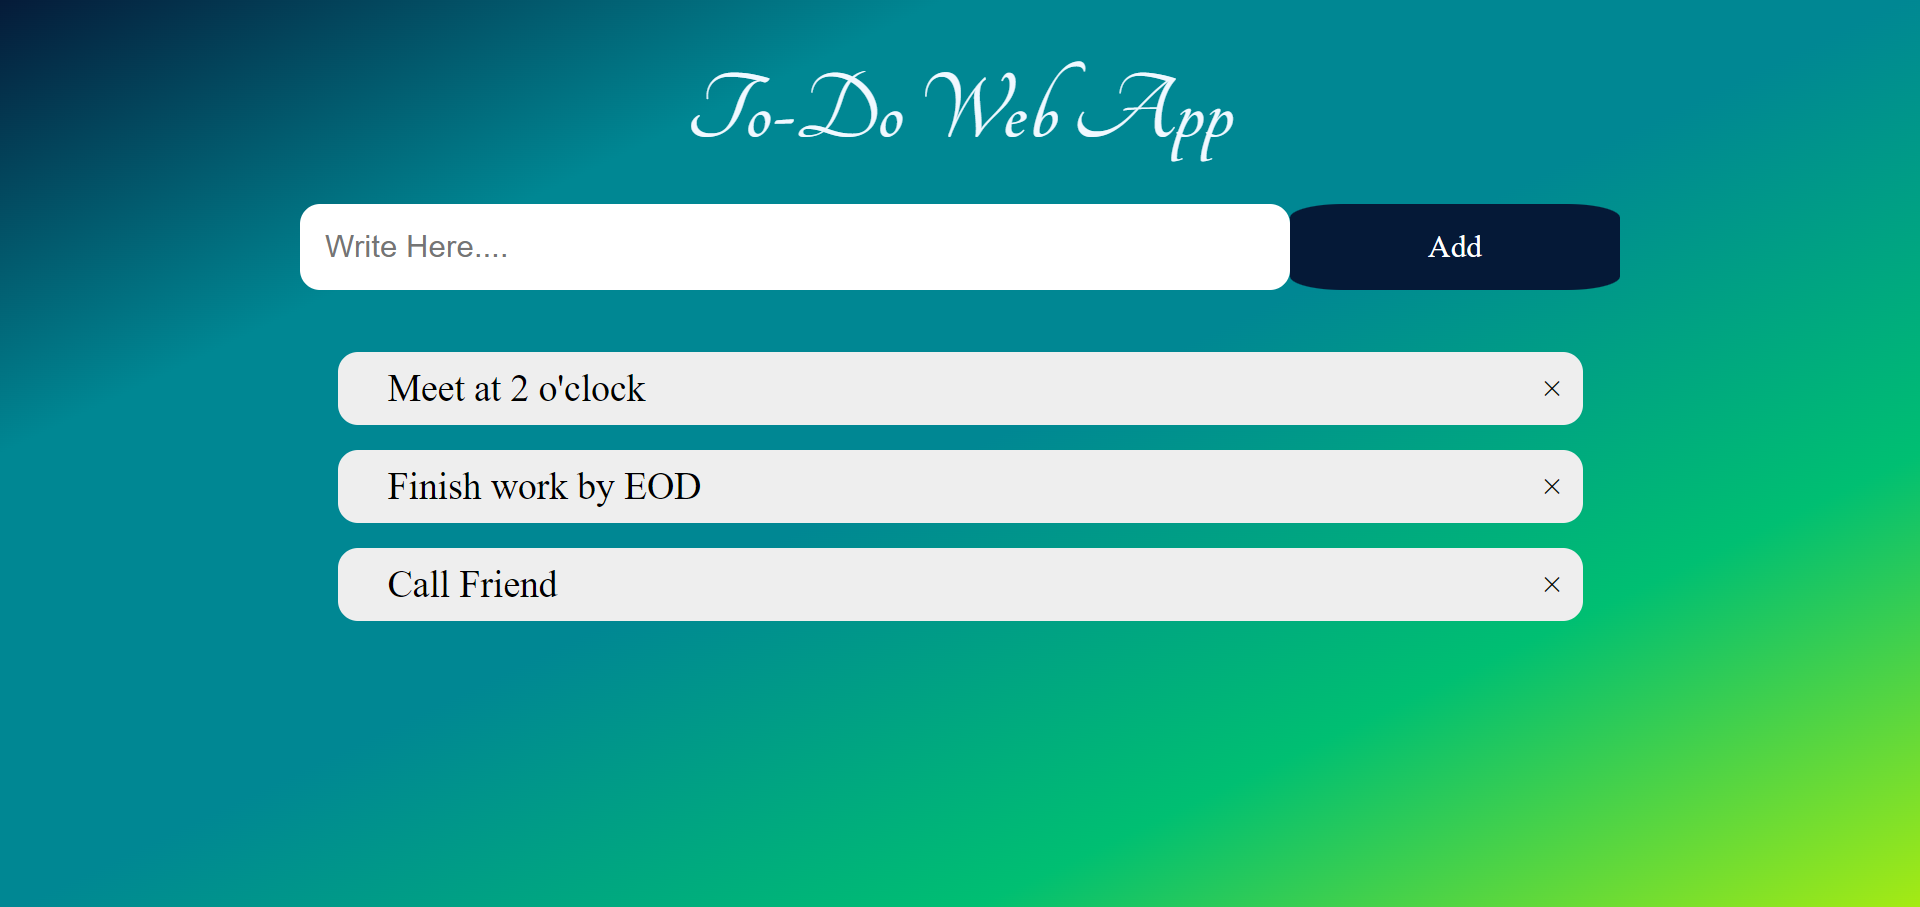 To-Do Web App
Write Here....
Add
Meet at 2 o'clock
×
Finish work by EOD
×
Call Friend
×